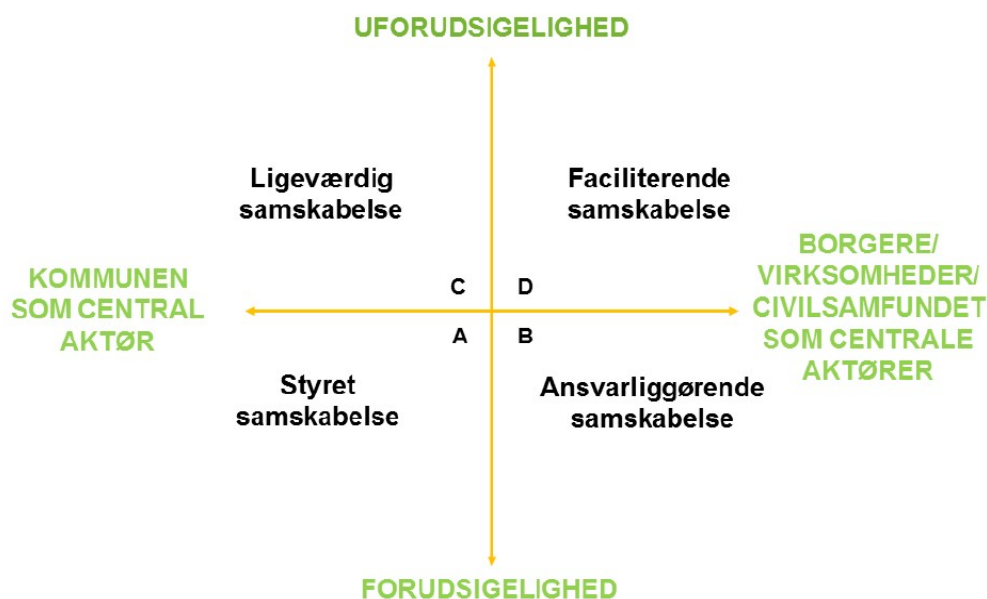 UFORUDSIGELIGHED
Ligeværdig
samskabelse
Faciliterende
samskabelse
KOMMUNEN
SOM CENTRAL
AKTØR
BORGERE/
VIRKSOMHEDER/
CIVILSAMFUNDET
SOM CENTRALE
AKTØRER
C
D
A
B
Styret
samskabelse
Ansvarliggørende
samskabelse
FORUDSIGELIGHED